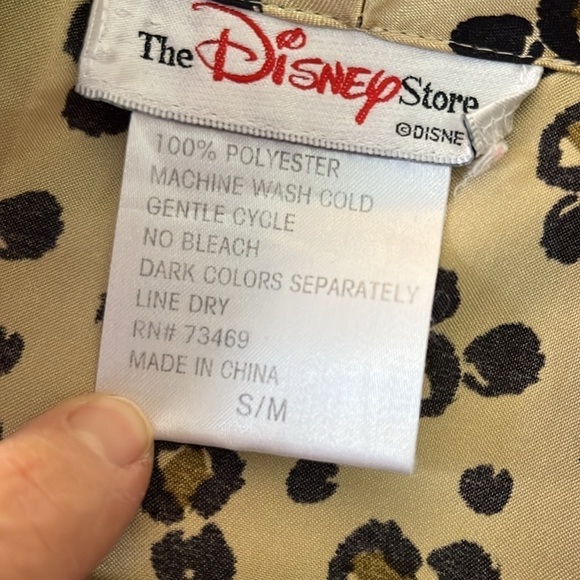 The Disney Store
©DISNE
100% POLYESTER
MACHINE WASH COLD
GENTLE CYCLE
NO BLEACH
DARK COLORS SEPARATELY
LINE DRY
RN# 73469
MADE IN CHINA
S/M